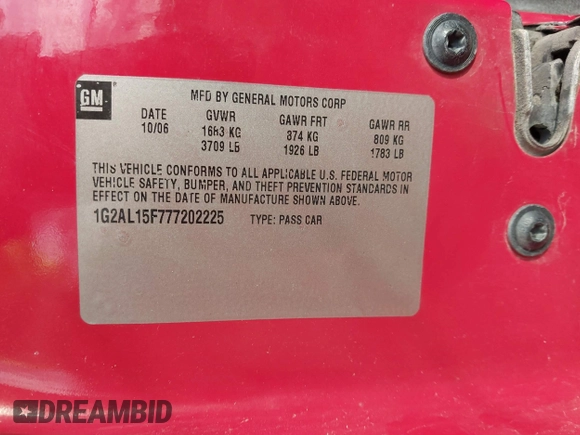 GM
MFD BY GENERAL MOTORS CORP
DATE GVWR GAWR FRT GAWR RR
10/06 1683 KG 874 KG 809 KG
3709 LB 1926 LB 1783 LB
THIS VEHICLE CONFORMS TO ALL APPLICABLE U.S. FEDERAL MOTOR
VEHICLE SAFETY, BUMPER, AND THEFT PREVENTION STANDARDS IN
EFFECT ON THE DATE OF MANUFACTURE SHOWN ABOVE.
1G2AL15F777202225 TYPE: PASS CAR
DREAMBID